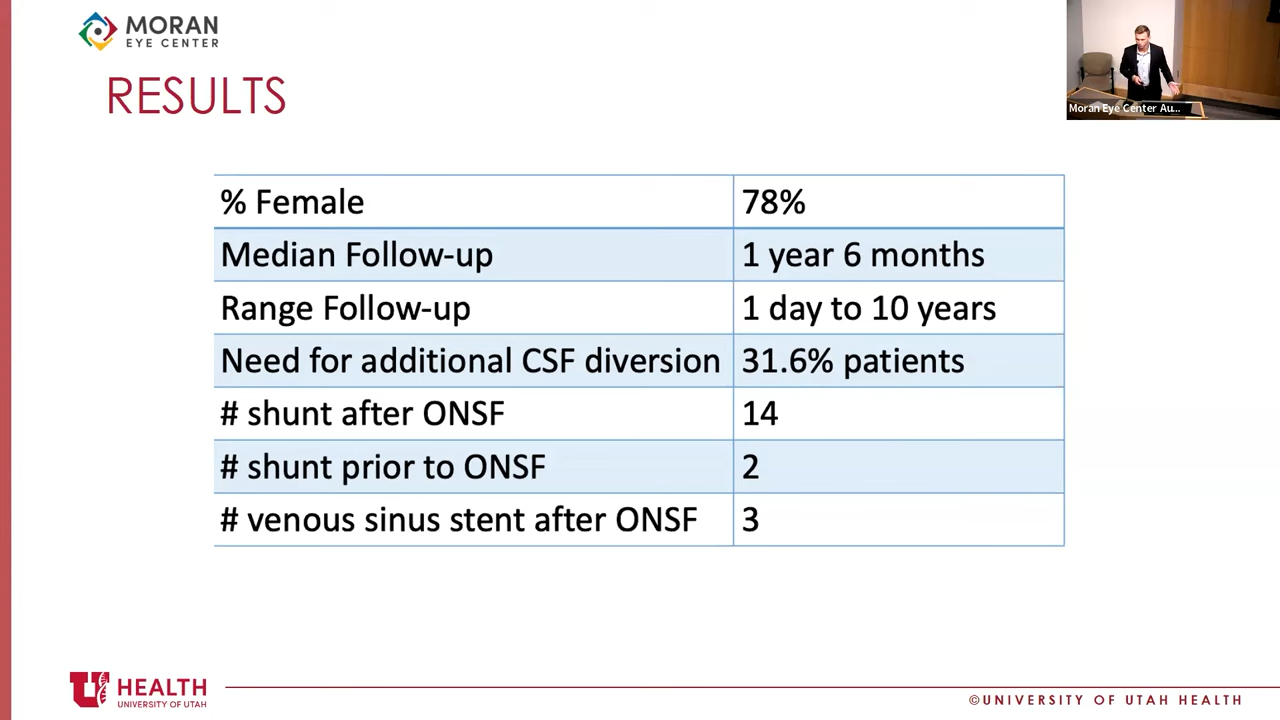 MORAN
EYE CENTER
RESULTS
Moran Eye Center Au...
% Female 78%
Median Follow-up 1 year 6 months
Range Follow-up 1 day to 10 years
Need for additional CSF diversion 31.6% patients
# shunt after ONSF 14
# shunt prior to ONSF 2
# venous sinus stent after ONSF 3
U HEALTH
UNIVERSITY OF UTAH
©UNIVERSITY OF UTAH HEALTH